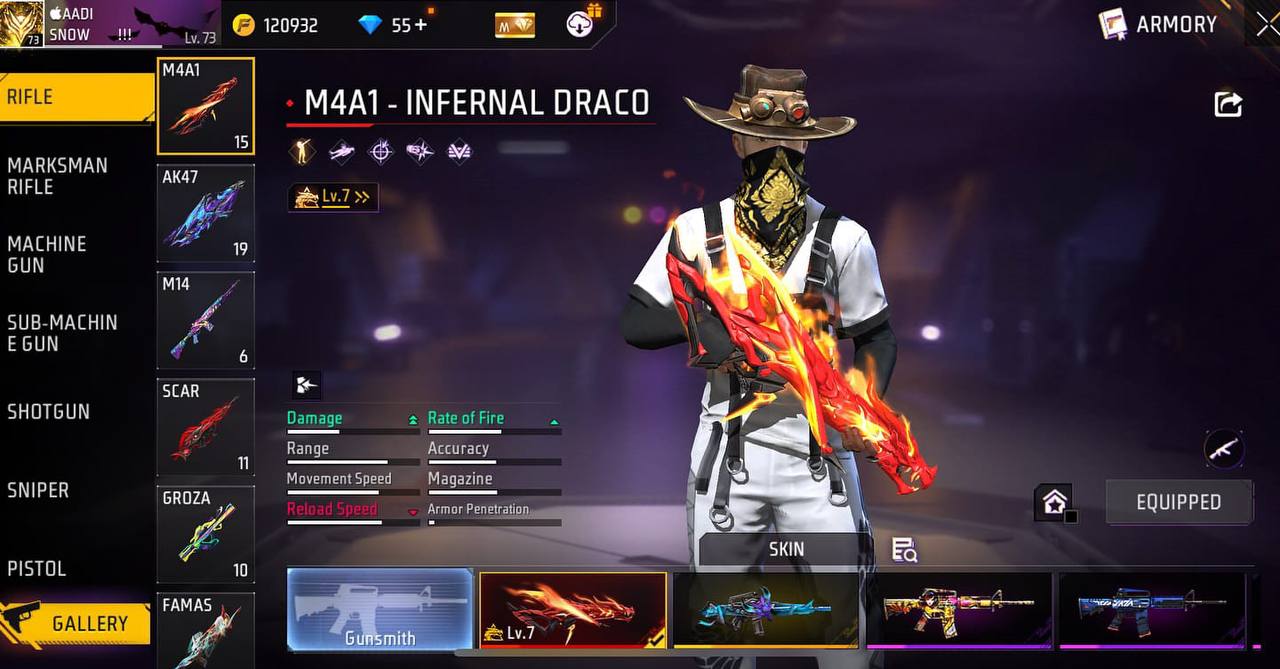 AADI
SNOW !!!
73
Lv. 73
120932
55+
M
ARMORY
RIFLE
MARKSMAN
RIFLE
MACHINE
GUN
SUB-MACHIN
E GUN
SHOTGUN
SNIPER
PISTOL
GALLERY
M4A1
15
AK47
19
M14
6
SCAR
11
GROZA
10
FAMAS
M4A1 - INFERNAL DRACO
Lv.7
Damage
Rate of Fire
Range
Accuracy
Movement Speed
Magazine
Reload Speed
Armor Penetration
EQUIPPED
SKIN
Gunsmith
Lv.7